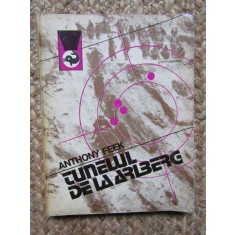 ANTHONY FEEK
TUNELUL
DE LA ARLBERG